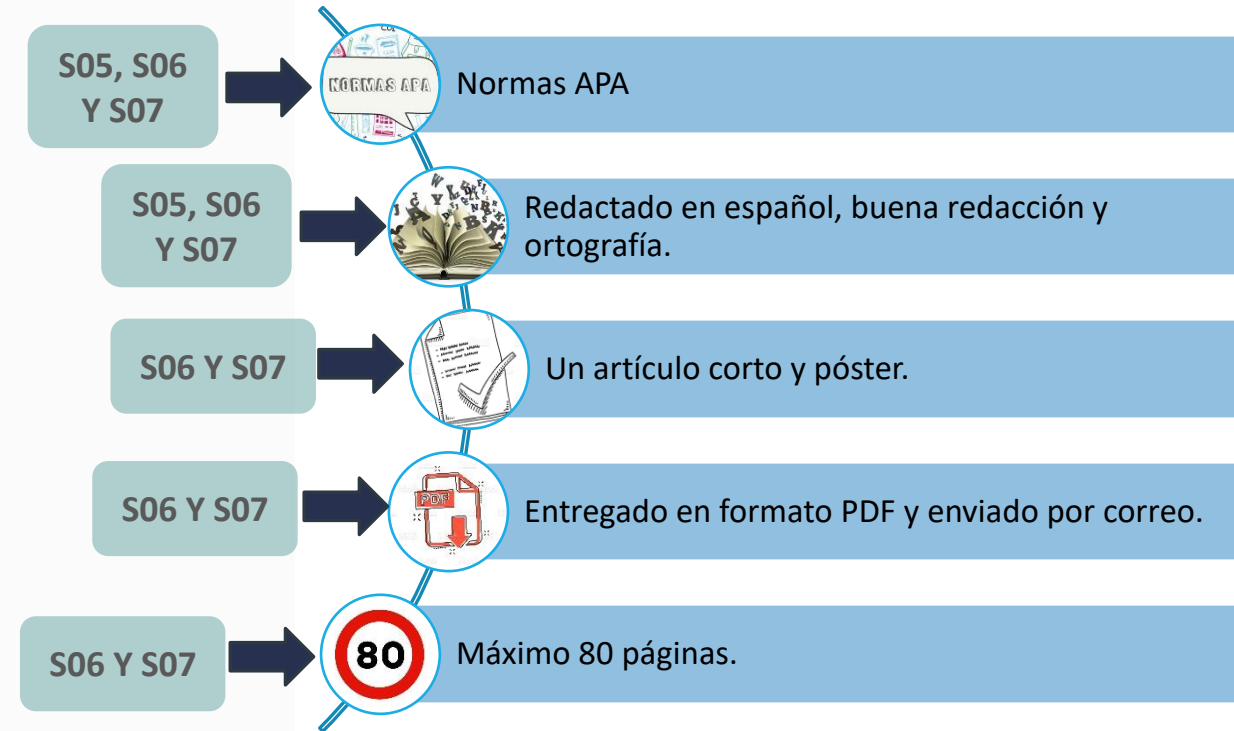 S05, S06
Y S07
NORMAS APA
Normas APA
S05, S06
Y S07
Redactado en español, buena redacción y
ortografía.
S06 Y S07
Un artículo corto y póster.
S06 Y S07
PDF
Entregado en formato PDF y enviado por correo.
S06 Y S07
80
Máximo 80 páginas.